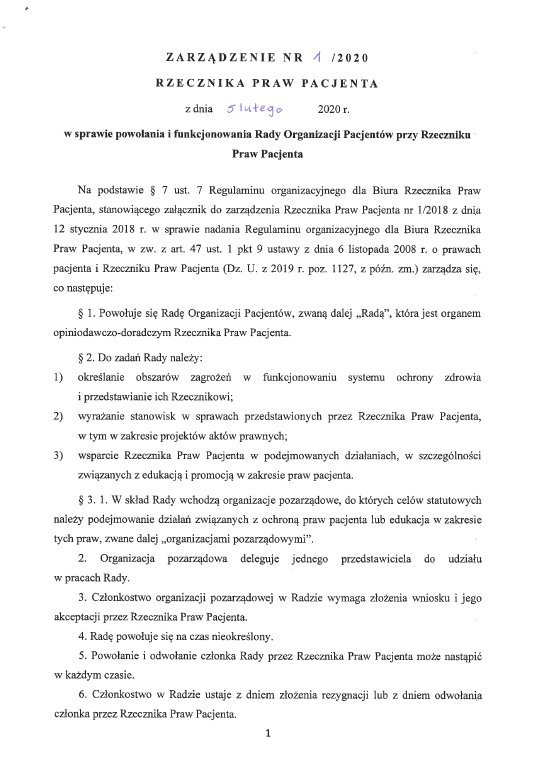 ZARZĄDZENIE NR 1 /2020
RZECZNIKA PRAW PACJENTA
z dnia 5 lutego 2020 r.
w sprawie powołania i funkcjonowania Rady Organizacji Pacjentów przy Rzeczniku
Praw Pacjenta
Na podstawie § 7 ust. 7 Regulaminu organizacyjnego dla Biura Rzecznika Praw
Pacjenta, stanowiącego załącznik do zarządzenia Rzecznika Praw Pacjenta nr 1/2018 z dnia
12 stycznia 2018 r. w sprawie nadania Regulaminu organizacyjnego dla Biura Rzecznika
Praw Pacjenta, w zw. z art. 47 ust. 1 pkt 9 ustawy z dnia 6 listopada 2008 r. o prawach
pacjenta i Rzeczniku Praw Pacjenta (Dz. U. z 2019 r. poz. 1127, z późn. zm.) zarządza się,
co następuje:
§ 1. Powołuje się Radę Organizacji Pacjentów, zwaną dalej „Radą”, która jest organem
opiniodawczo-doradczym Rzecznika Praw Pacjenta.
§ 2. Do zadań Rady należy:
1) określanie obszarów zagrożeń w funkcjonowaniu systemu ochrony zdrowia
i przedstawianie ich Rzecznikowi;
2) wyrażanie stanowisk w sprawach przedstawionych przez Rzecznika Praw Pacjenta,
w tym w zakresie projektów aktów prawnych;
3) wsparcie Rzecznika Praw Pacjenta w podejmowanych działaniach, w szczególności
związanych z edukacją i promocją w zakresie praw pacjenta.
§ 3. 1. W skład Rady wchodzą organizacje pozarządowe, do których celów statutowych
należy podejmowanie działań związanych z ochroną praw pacjenta lub edukacja w zakresie
tych praw, zwane dalej „organizacjami pozarządowymi”.
2. Organizacja pozarządowa deleguje jednego przedstawiciela do udziału
w pracach Rady.
3. Członkostwo organizacji pozarządowej w Radzie wymaga złożenia wniosku i jego
akceptacji przez Rzecznika Praw Pacjenta.
4. Radę powołuje się na czas nieokreślony.
5. Powołanie i odwołanie członka Rady przez Rzecznika Praw Pacjenta może nastąpić
w każdym czasie.
6. Członkostwo w Radzie ustaje z dniem złożenia rezygnacji lub z dniem odwołania
członka przez Rzecznika Praw Pacjenta.
1